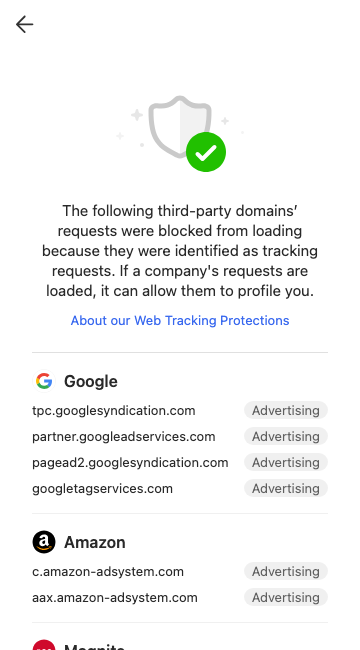 The following third-party domains’
requests were blocked from loading
because they were identified as tracking
requests. If a company's requests are
loaded, it can allow them to profile you.
About our Web Tracking Protections
Google
tpc.googlesyndication.com Advertising
partner.googleadservices.com Advertising
pagead2.googlesyndication.com Advertising
googletagservices.com Advertising
Amazon
c.amazon-adsystem.com Advertising
aax.amazon-adsystem.com Advertising
Magnite